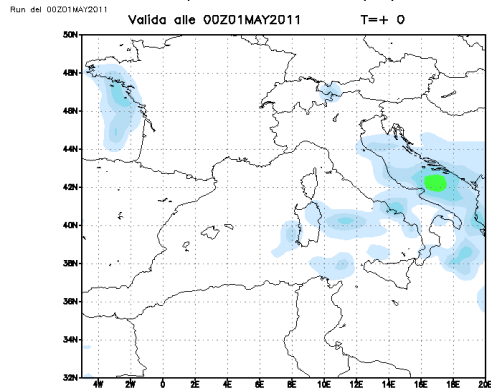 Run del 00Z01MAY2011
Valida alle 00Z01MAY2011 T=+ 0
50N
48N
46N
44N
42N
40N
38N
36N
34N
32N
4W 2W 0 2E 4E 6E 8E 10E 12E 14E 16E 18E 20E